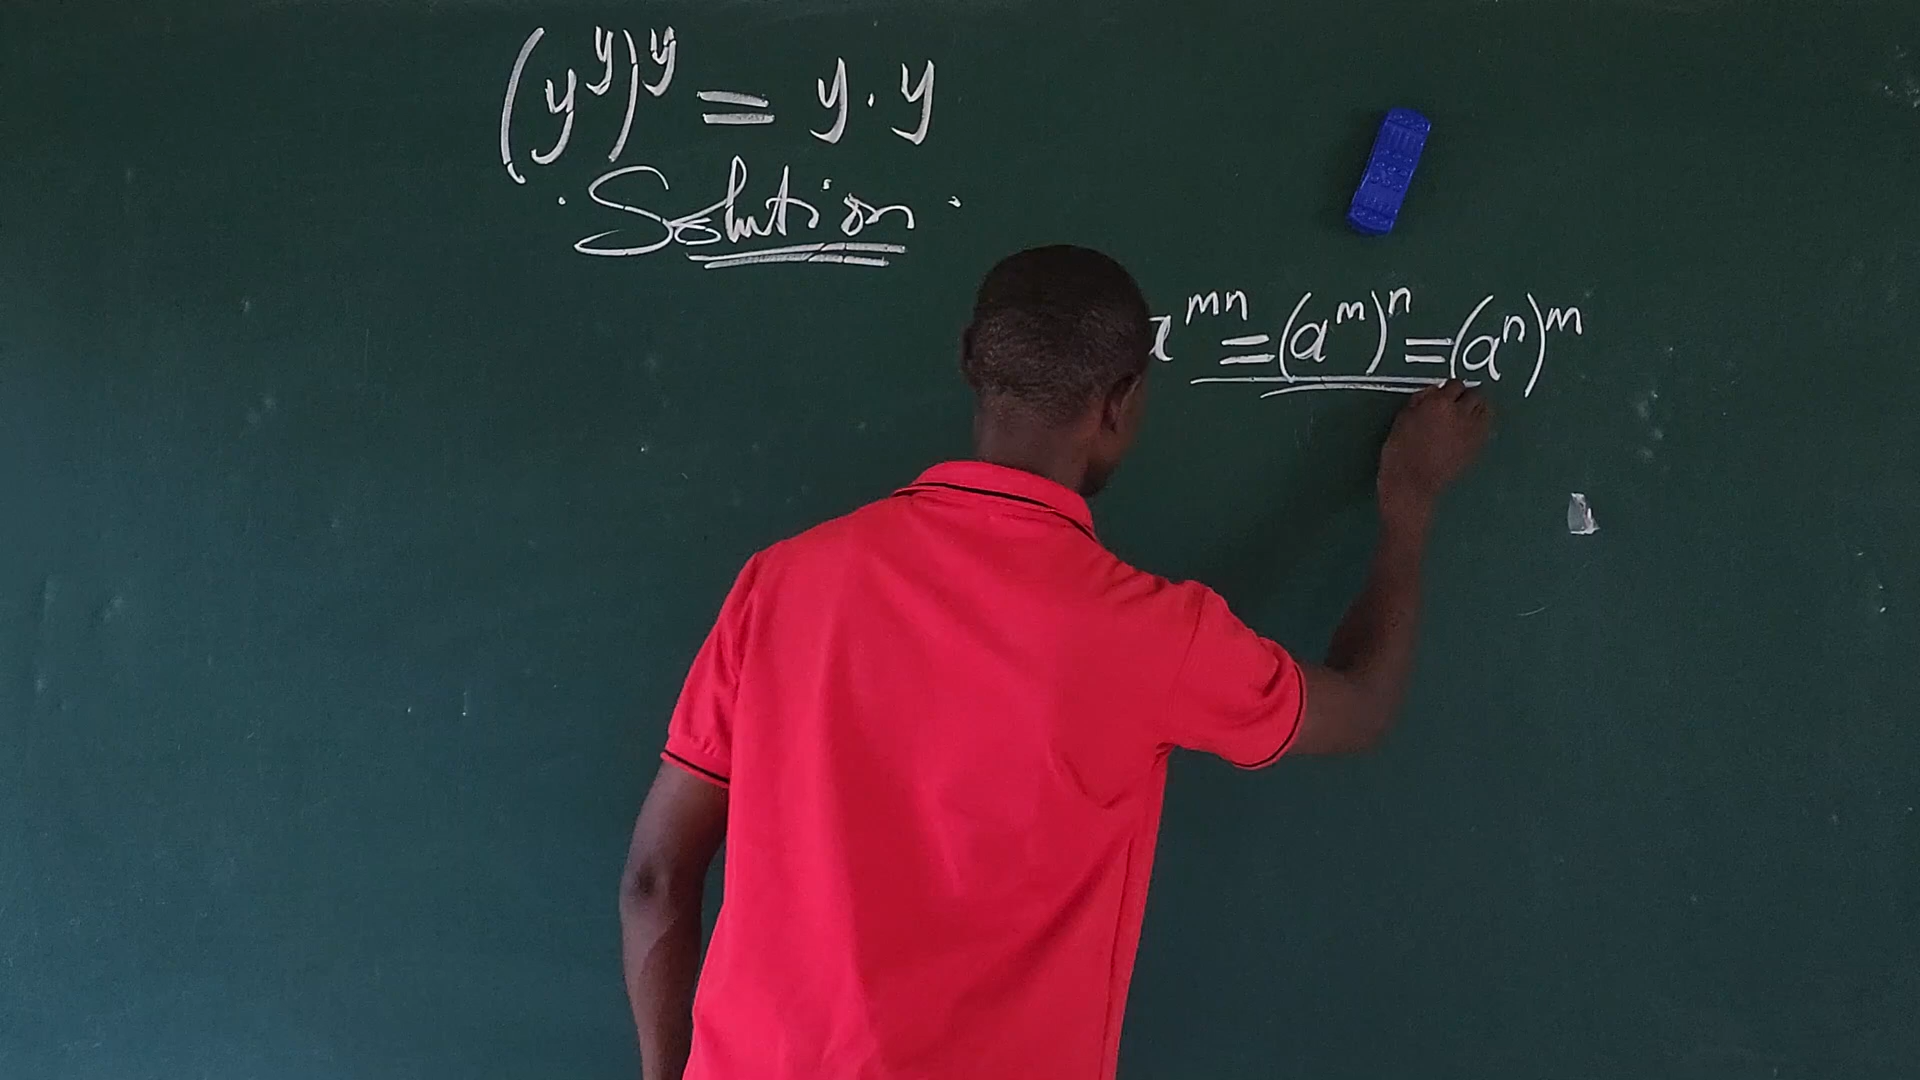 (y^y)^y = y . y
Solution
a^mn = (a^m)^n = (a^n)^m